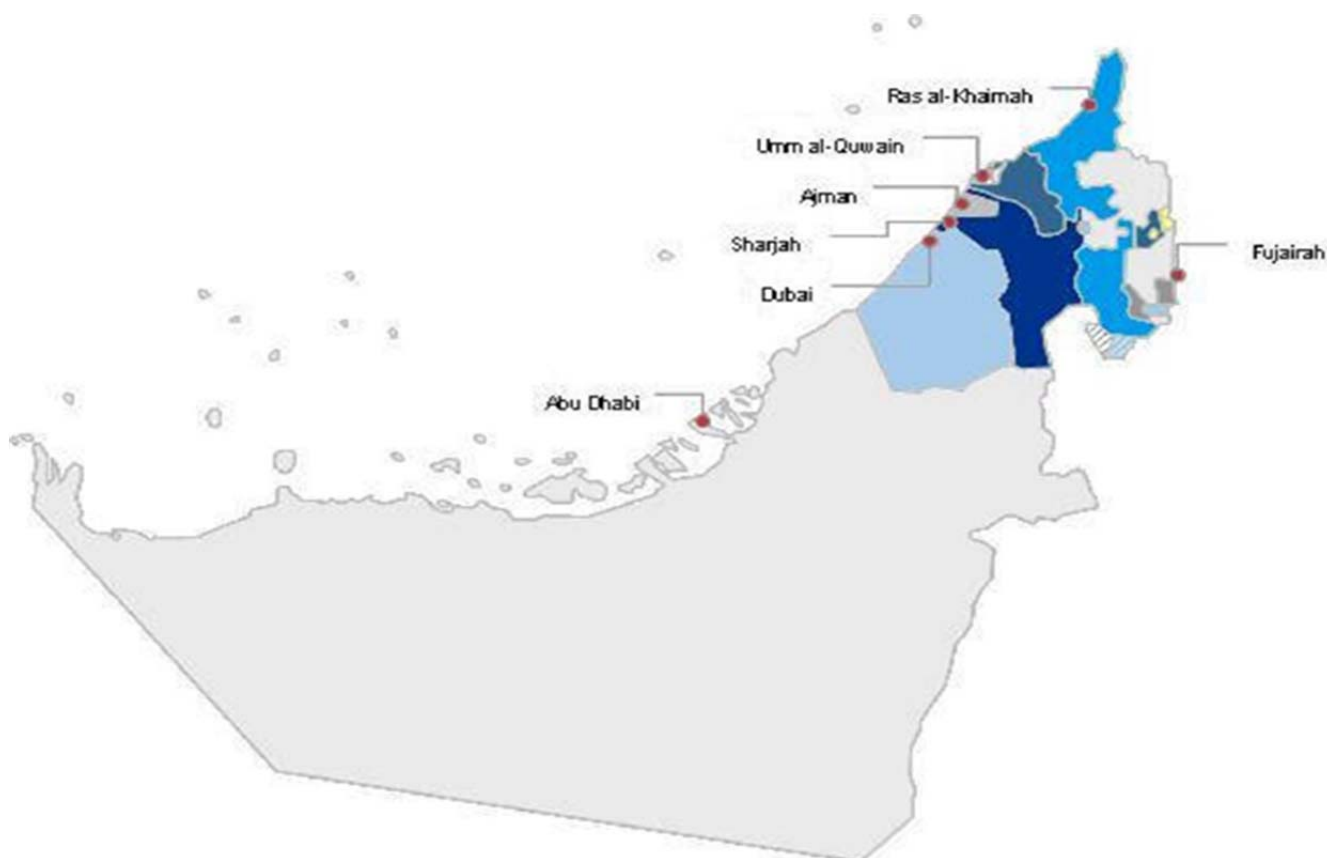 Ras al-Khaimah
Umm al-Quwain
Ajman
Sharjah
Fujairah
Dubai
Abu Dhabi